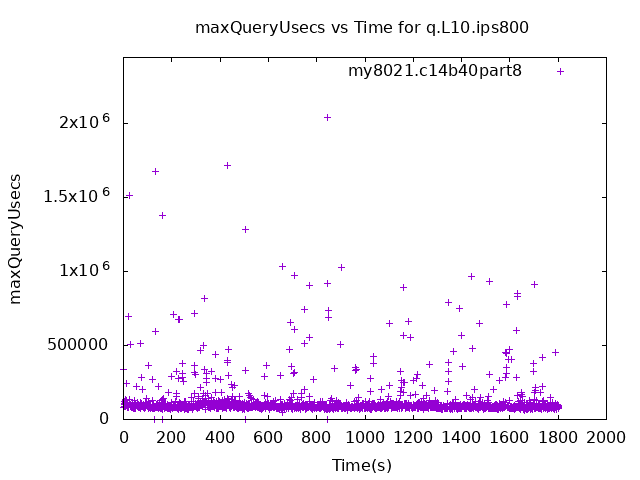 maxQueryUsecs vs Time for q.L10.ips800
my8021.c14b40part8
2x10^6
1.5x10^6
1x10^6
500000
0
maxQueryUsecs
0 200 400 600 800 1000 1200 1400 1600 1800 2000
Time(s)